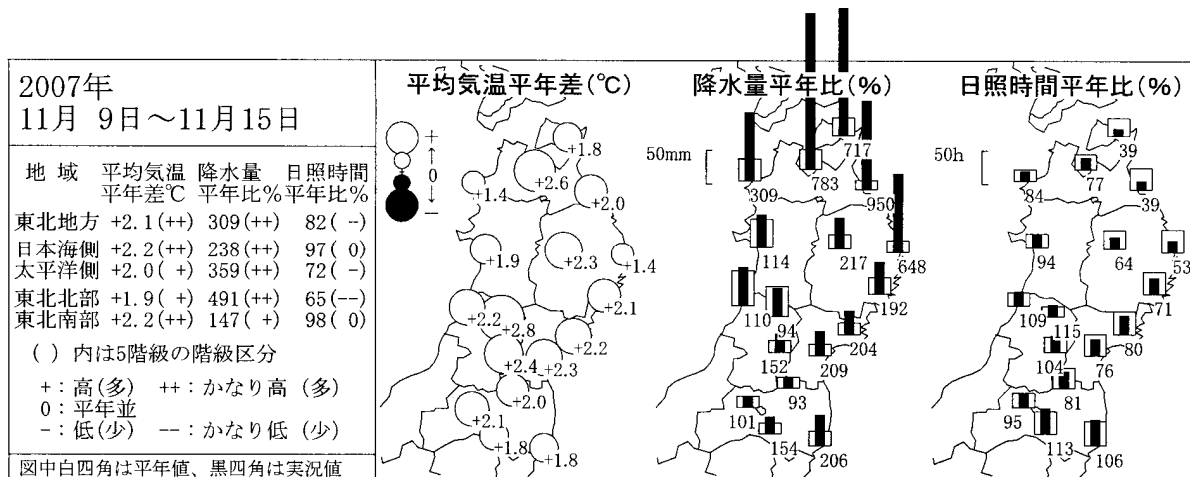 2007年
11月 9日～11月15日
地 域 平均気温 降水量 日照時間
平年差℃ 平年比% 平年比%
東北地方 +2.1(++) 309(++) 82( -)
日本海側 +2.2(++) 238(++) 97( 0)
太平洋側 +2.0( +) 359(++) 72( -)
東北北部 +1.9( +) 491(++) 65(--)
東北南部 +2.2(++) 147( +) 98( 0)
( ) 内は5階級の階級区分
+：高(多) ++：かなり高 (多)
0：平年並
-：低(少) --：かなり低 (少)
図中白四角は平年値、黒四角は実況値
平均気温平年差(℃)
+
↑
0
↓
-
+1.8
+2.6
+1.4
+2.0
+1.9
+2.3
+1.4
+2.1
+2.2
+2.8
+2.2
+2.4
+2.3
+2.0
+2.1
+1.8
+1.8
降水量平年比(%)
50mm
717
783
309
950
114
217
648
192
110
94
204
152
209
93
101
154
206
日照時間平年比(%)
50h
39
77
84
39
94
64
53
71
109
115
80
104
76
81
95
113
106